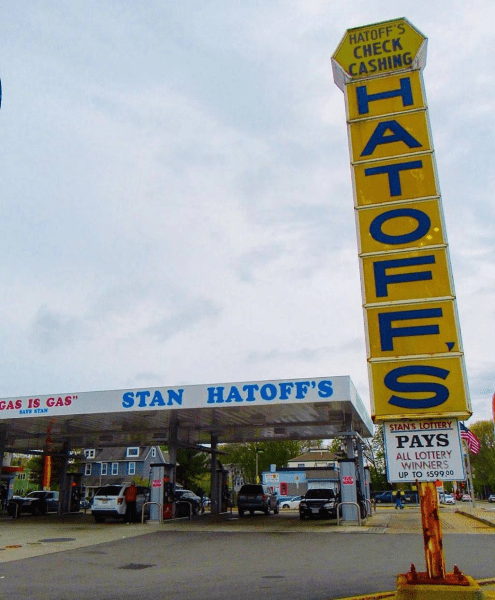 HATOFF'S
CHECK
CASHING
HATOFF'S
STAN'S LOTTERY
PAYS
ALL LOTTERY
WINNERS
UP TO $599.00
GAS IS GAS"
SAYS STAN
STAN HATOFF'S